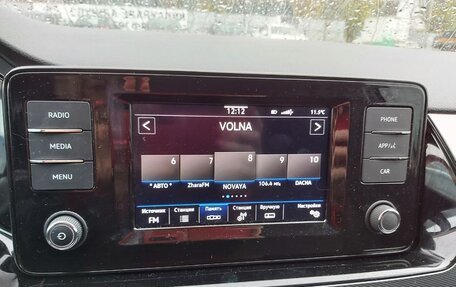 RADIO
MEDIA
MENU
12:12
11.5°C
< VOLNA >
6 7 8 9 10
* АВТО * ZharaFM NOVAYA 106.4 МГц DACHA
Источник Станции Память Станция Вручную Настройки
FM
PHONE
APP
CAR